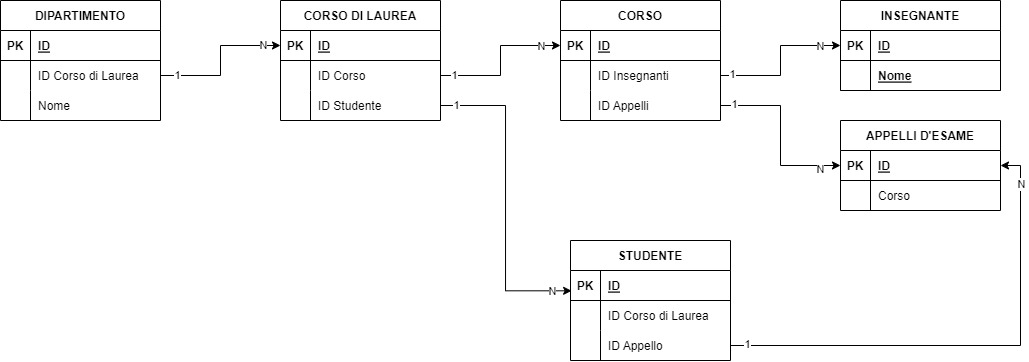 DIPARTIMENTO
PK ID
ID Corso di Laurea
Nome
1
N
CORSO DI LAUREA
PK ID
ID Corso
ID Studente
1
N
1
N
CORSO
PK ID
ID Insegnanti
ID Appelli
1
N
1
N
INSEGNANTE
PK ID
Nome
APPELLI D'ESAME
PK ID
Corso
STUDENTE
PK ID
ID Corso di Laurea
ID Appello
1
N